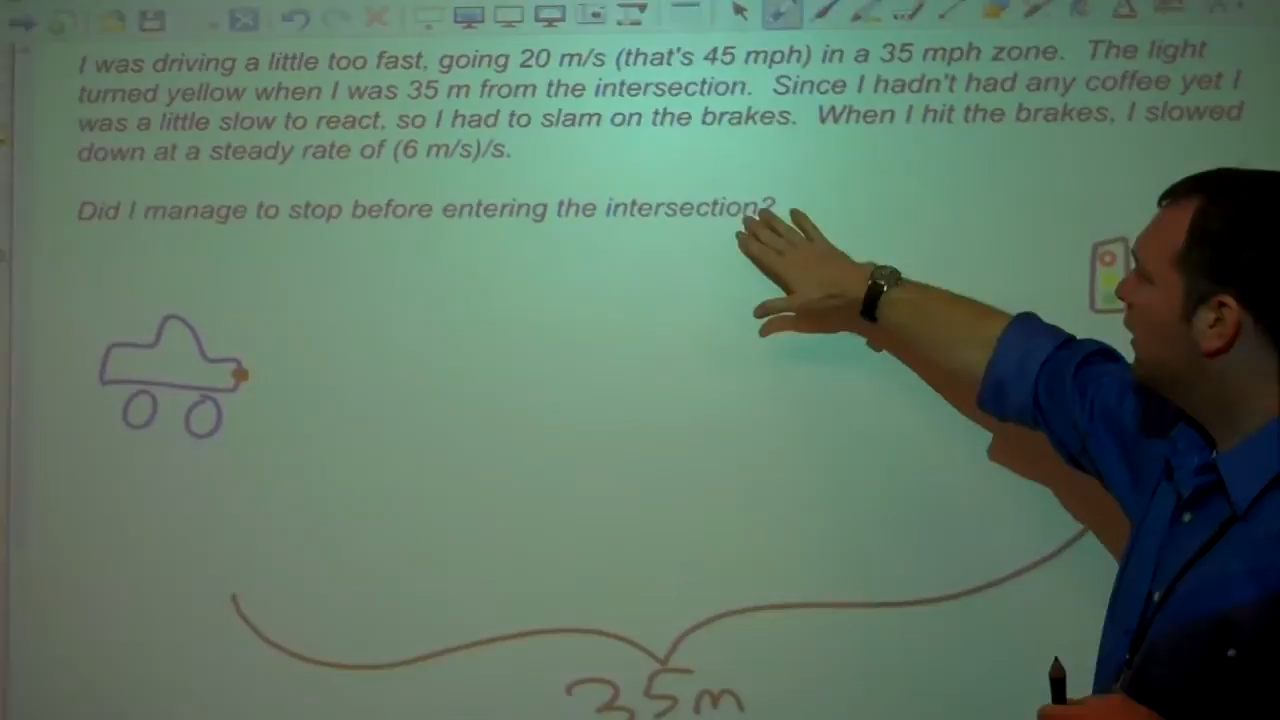 I was driving a little too fast, going 20 m/s (that's 45 mph) in a 35 mph zone.  The light
turned yellow when I was 35 m from the intersection.  Since I hadn't had any coffee yet I
was a little slow to react, so I had to slam on the brakes.  When I hit the brakes, I slowed
down at a steady rate of (6 m/s)/s.
Did I manage to stop before entering the intersection?
35m